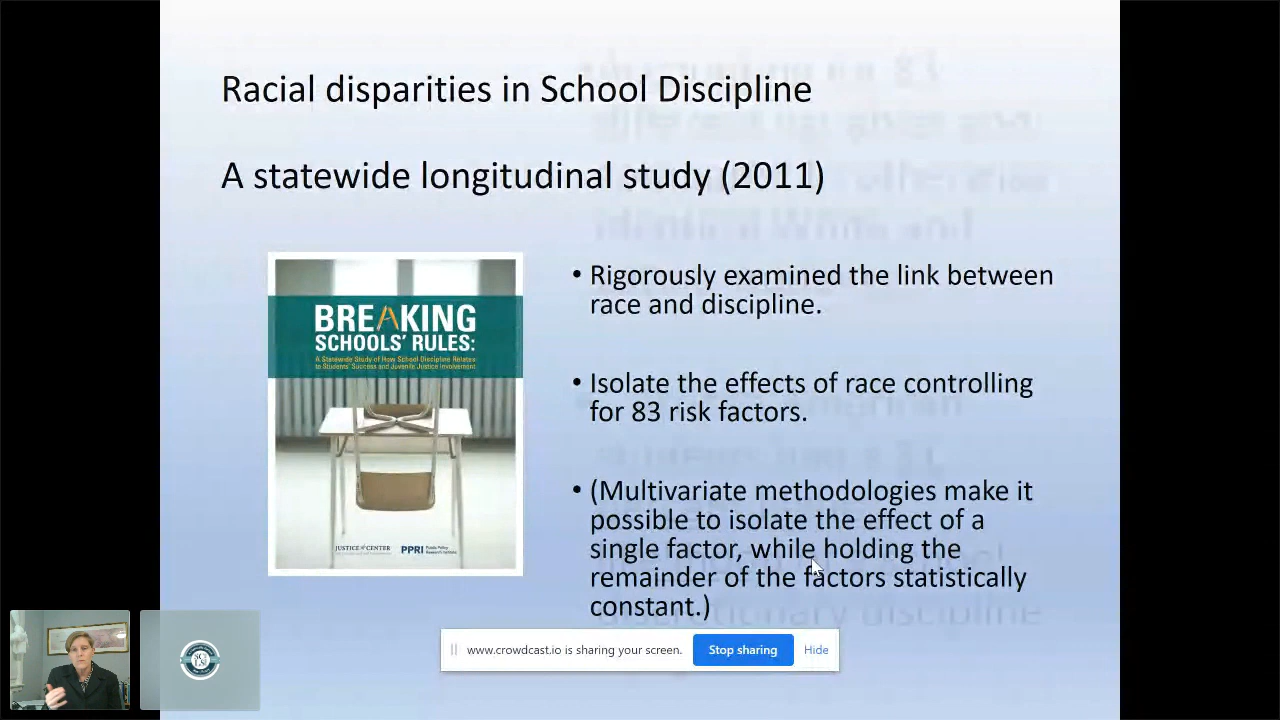 Racial disparities in School Discipline
A statewide longitudinal study (2011)
BREAKING
SCHOOLS' RULES:
A Statewide Study of How School Discipline Relates
to Students' Success and Juvenile Justice Involvement
JUSTICE CENTER
PPRI Public Policy
Research Institute
• Rigorously examined the link between
race and discipline.
• Isolate the effects of race controlling
for 83 risk factors.
• (Multivariate methodologies make it
possible to isolate the effect of a
single factor, while holding the
remainder of the factors statistically
constant.)
www.crowdcast.io is sharing your screen.
Stop sharing
Hide